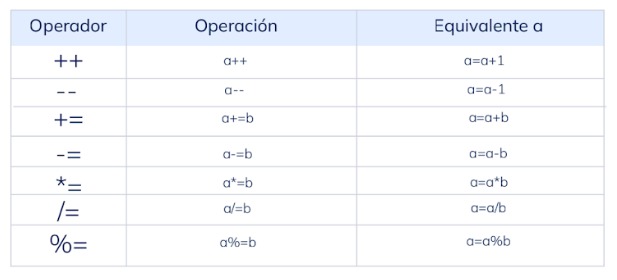 Operador Operación Equivalente a
++ a++ a=a+1
-- a-- a=a-1
+= a+=b a=a+b
-= a-=b a=a-b
*= a*=b a=a*b
/= a/=b a=a/b
%= a%=b a=a%b